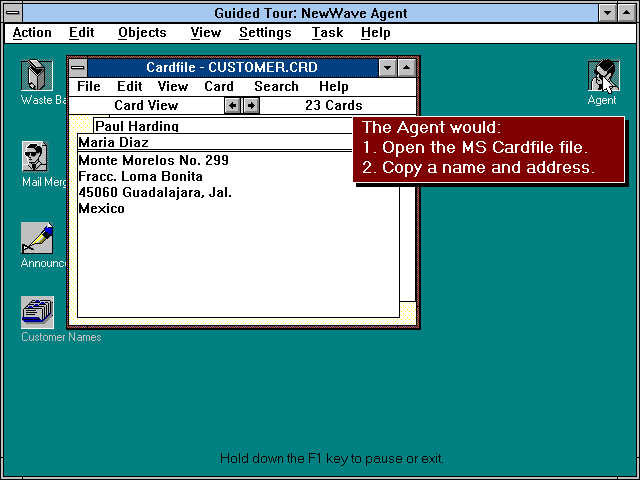 Guided Tour: NewWave Agent
Action Edit Objects View Settings Task Help
Cardfile - CUSTOMER.CRD
File Edit View Card Search Help
Card View 23 Cards
Paul Harding
Maria Diaz
Monte Morelos No. 299
Fracc. Loma Bonita
45060 Guadalajara, Jal.
Mexico
The Agent would:
1. Open the MS Cardfile file.
2. Copy a name and address.
Waste Ba
Mail Merg
Announce
Customer Names
Agent
Hold down the F1 key to pause or exit.